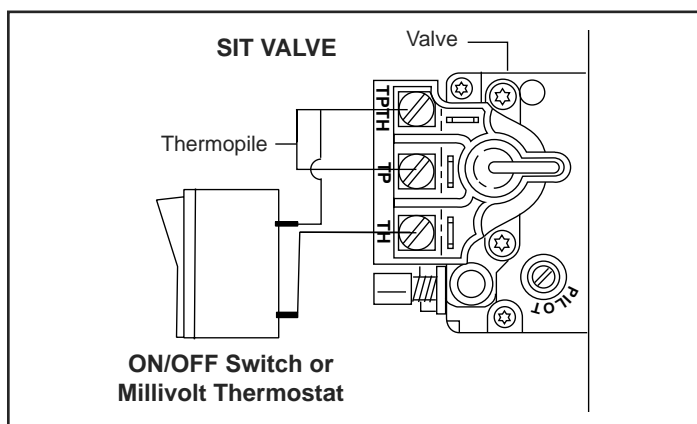 SIT VALVE
Valve
Thermopile
TPTH
TP
TH
PILOT
ON/OFF Switch or
Millivolt Thermostat